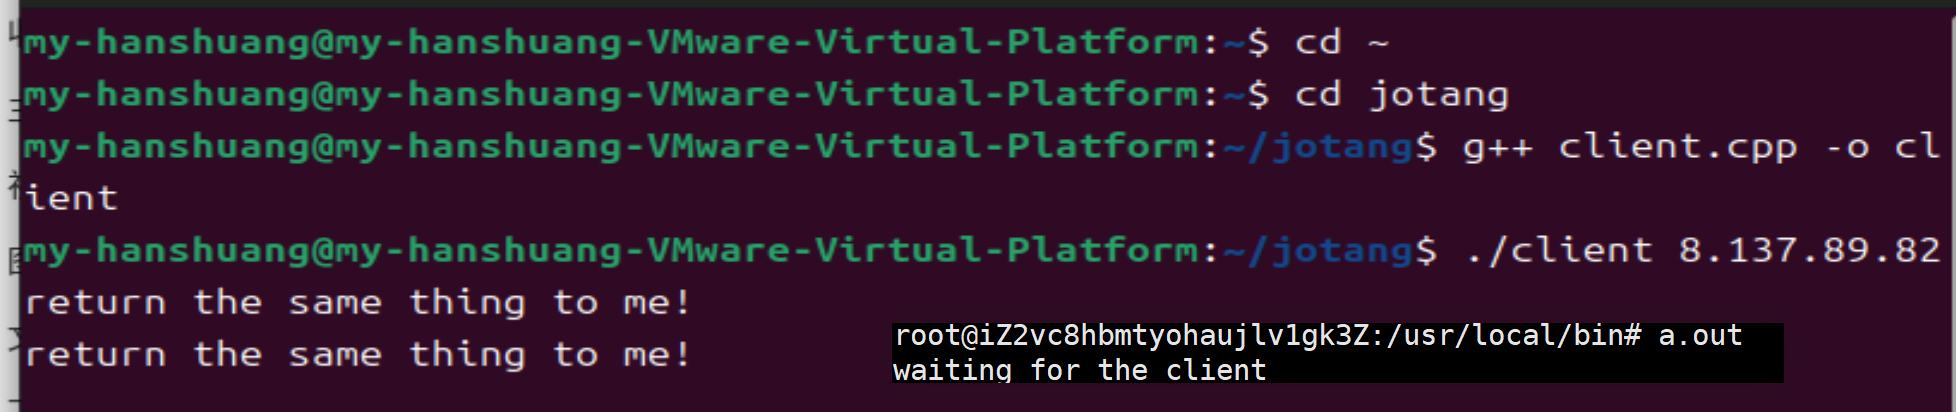 my-hanshuang@my-hanshuang-VMware-Virtual-Platform:~$ cd ~
my-hanshuang@my-hanshuang-VMware-Virtual-Platform:~$ cd jotang
my-hanshuang@my-hanshuang-VMware-Virtual-Platform:~/jotang$ g++ client.cpp -o cl
ient
my-hanshuang@my-hanshuang-VMware-Virtual-Platform:~/jotang$ ./client 8.137.89.82
return the same thing to me!
return the same thing to me!
root@iZ2vc8hbmtyohaujlv1gk3Z:/usr/local/bin# a.out
waiting for the client